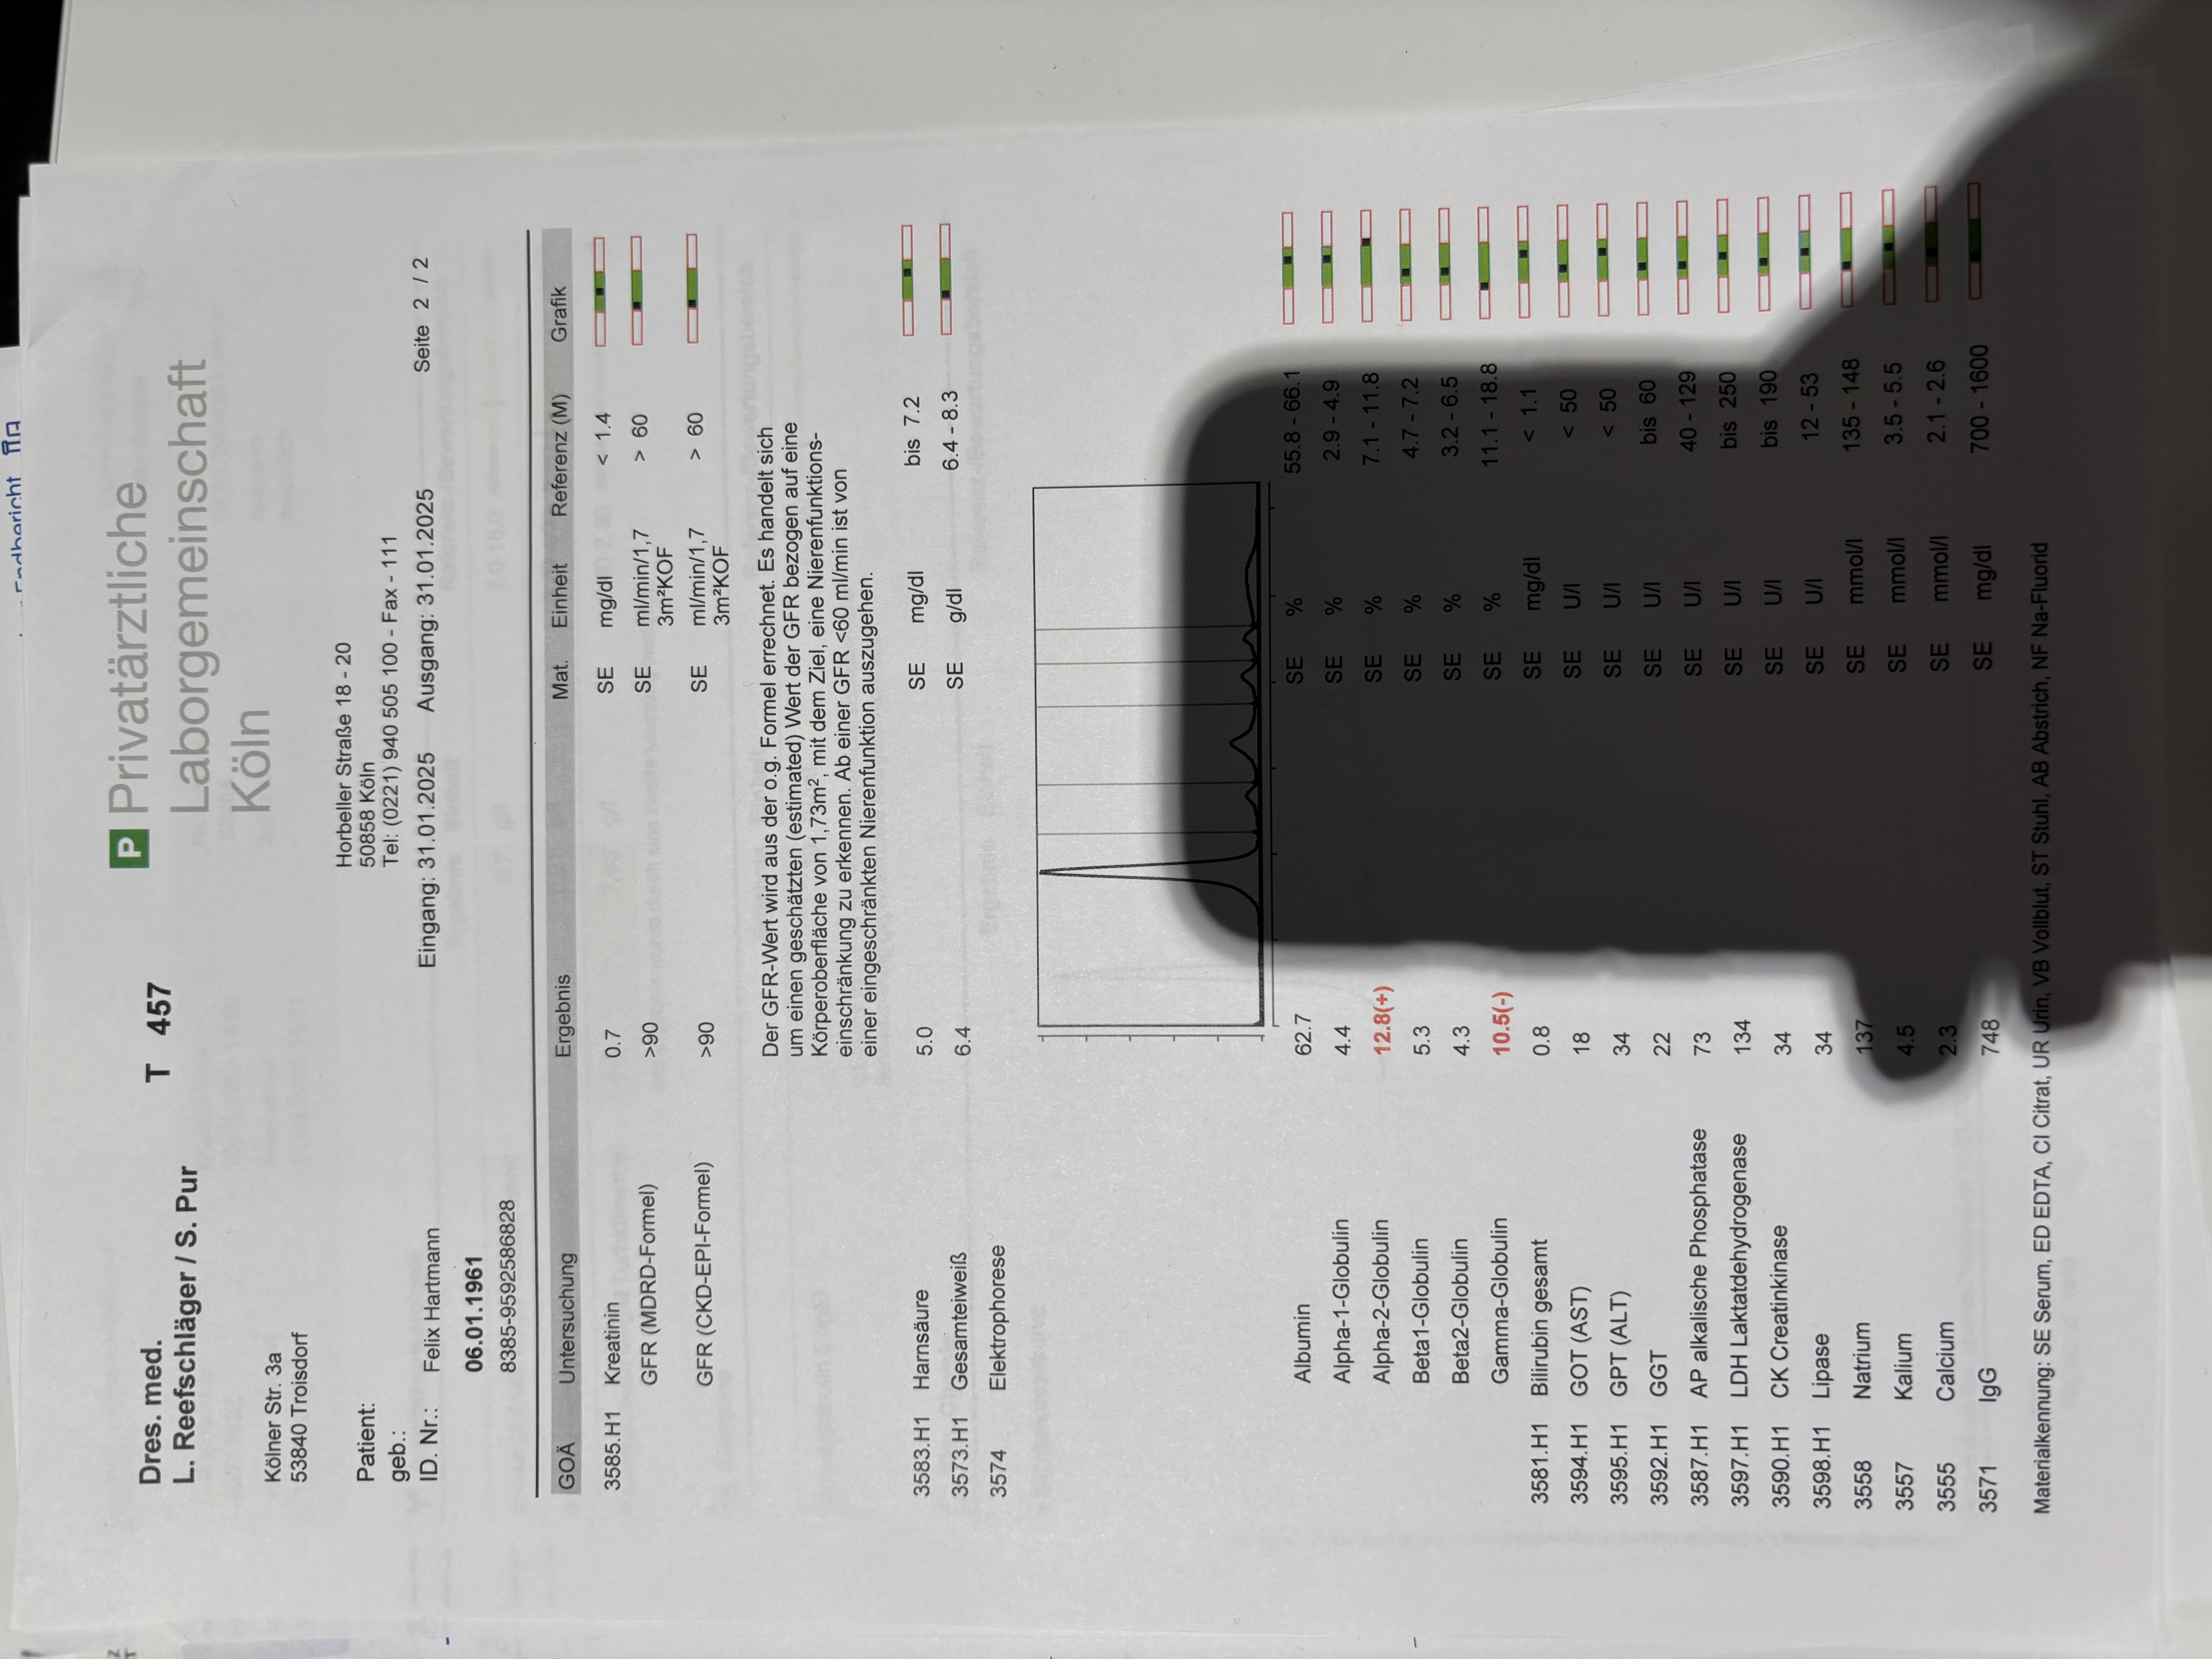 Endbericht
Dres. med.
L. Reefschläger / S. Pur
T 457
P Privatärztliche
Laborgemeinschaft
Köln
Kölner Str. 3a
53840 Troisdorf
Horbeller Straße 18 - 20
50858 Köln
Tel: (0221) 940 505 100 - Fax - 111
Patient:
geb.:
ID. Nr.: Felix Hartmann
06.01.1961
8385-9592586828
Eingang: 31.01.2025 Ausgang: 31.01.2025 Seite 2 / 2
GOÄ Untersuchung Ergebnis Mat. Einheit Referenz (M) Grafik
3585.H1 Kreatinin 0.7 SE mg/dl < 1.4
GFR (MDRD-Formel) >90 SE ml/min/1,7 > 60
3m²KOF
GFR (CKD-EPI-Formel) >90 SE ml/min/1,7 > 60
3m²KOF
Der GFR-Wert wird aus der o.g. Formel errechnet. Es handelt sich
um einen geschätzten (estimated) Wert der GFR bezogen auf eine
Körperoberfläche von 1,73m², mit dem Ziel, eine Nierenfunktions-
einschränkung zu erkennen. Ab einer GFR <60 ml/min ist von
einer eingeschränkten Nierenfunktion auszugehen.
3583.H1 Harnsäure 5.0 SE mg/dl bis 7.2
3573.H1 Gesamteiweiß 6.4 SE g/dl 6.4 - 8.3
3574 Elektrophorese
Albumin 62.7 SE % 55.8 - 66.1
Alpha-1-Globulin 4.4 SE % 2.9 - 4.9
Alpha-2-Globulin 12.8(+) SE % 7.1 - 11.8
Beta1-Globulin 5.3 SE % 4.7 - 7.2
Beta2-Globulin 4.3 SE % 3.2 - 6.5
Gamma-Globulin 10.5(-) SE % 11.1 - 18.8
3581.H1 Bilirubin gesamt 0.8 SE mg/dl < 1.1
3594.H1 GOT (AST) 18 SE U/l < 50
3595.H1 GPT (ALT) 34 SE U/l < 50
3592.H1 GGT 22 SE U/l bis 60
3587.H1 AP alkalische Phosphatase 73 SE U/l 40 - 129
3597.H1 LDH Laktatdehydrogenase 134 SE U/l bis 250
3590.H1 CK Creatinkinase 34 SE U/l bis 190
3598.H1 Lipase 34 SE U/l 12 - 53
3558 Natrium 137 SE mmol/l 135 - 148
3557 Kalium 4.5 SE mmol/l 3.5 - 5.5
3555 Calcium 2.3 SE mmol/l 2.1 - 2.6
3571 IgG 748 SE mg/dl 700 - 1600
Materialkennung: SE Serum, ED EDTA, CI Citrat, UR Urin, VB Vollblut, ST Stuhl, AB Abstrich, NF Na-Fluorid